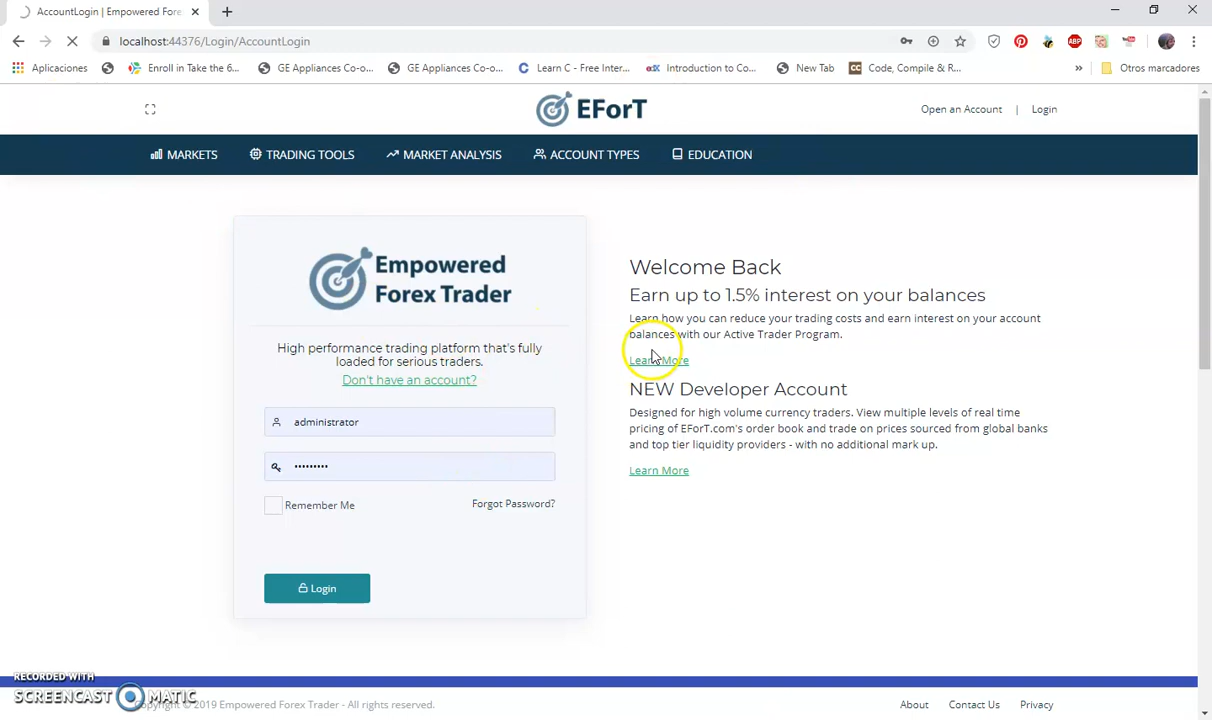 AccountLogin | Empowered Fore
localhost:44376/Login/AccountLogin
Aplicaciones
Enroll in Take the 6...
GE Appliances Co-o...
GE Appliances Co-o...
Learn C - Free Inter...
edX Introduction to Co...
New Tab
CC Code, Compile & R...
»
Otros marcadores
ABP
EForT
Open an Account | Login
MARKETS
TRADING TOOLS
MARKET ANALYSIS
ACCOUNT TYPES
EDUCATION
Empowered
Forex Trader
High performance trading platform that's fully
loaded for serious traders.
Don't have an account?
administrator
•••••••••
Remember Me
Forgot Password?
Login
Welcome Back
Earn up to 1.5% interest on your balances
Learn how you can reduce your trading costs and earn interest on your account
balances with our Active Trader Program.
Learn More
NEW Developer Account
Designed for high volume currency traders. View multiple levels of real time
pricing of EForT.com's order book and trade on prices sourced from global banks
and top tier liquidity providers - with no additional mark up.
Learn More
RECORDED WITH
SCREENCAST MATIC
Copyright © 2019 Empowered Forex Trader - All rights reserved.
About
Contact Us
Privacy